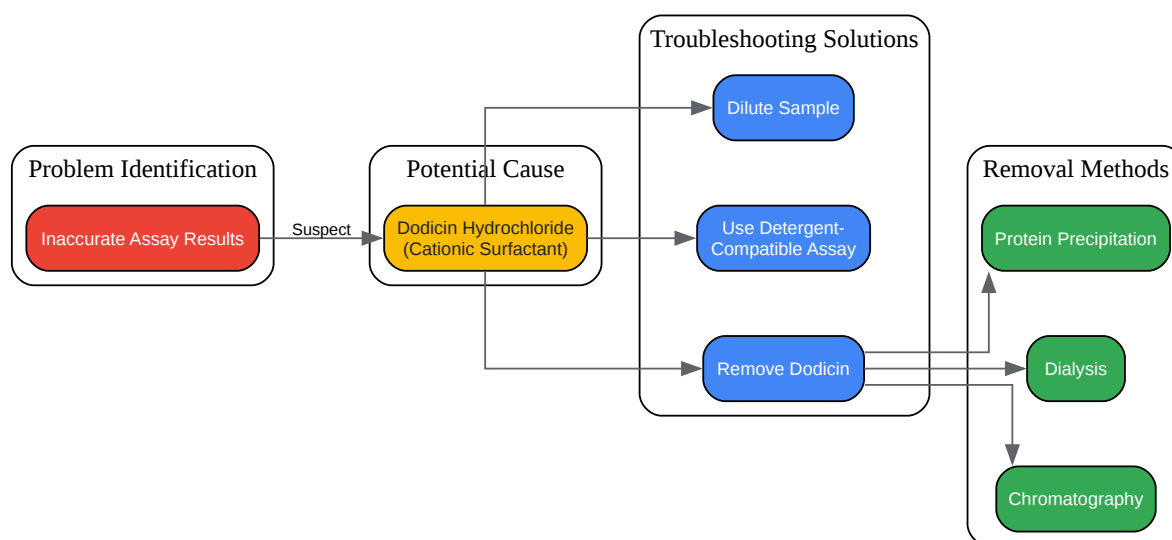 Problem Identification
Inaccurate Assay Results
Suspect
Potential Cause
Dodicin Hydrochloride
(Cationic Surfactant)
Troubleshooting Solutions
Dilute Sample
Use Detergent-
Compatible Assay
Remove Dodicin
Removal Methods
Protein Precipitation
Dialysis
Chromatography